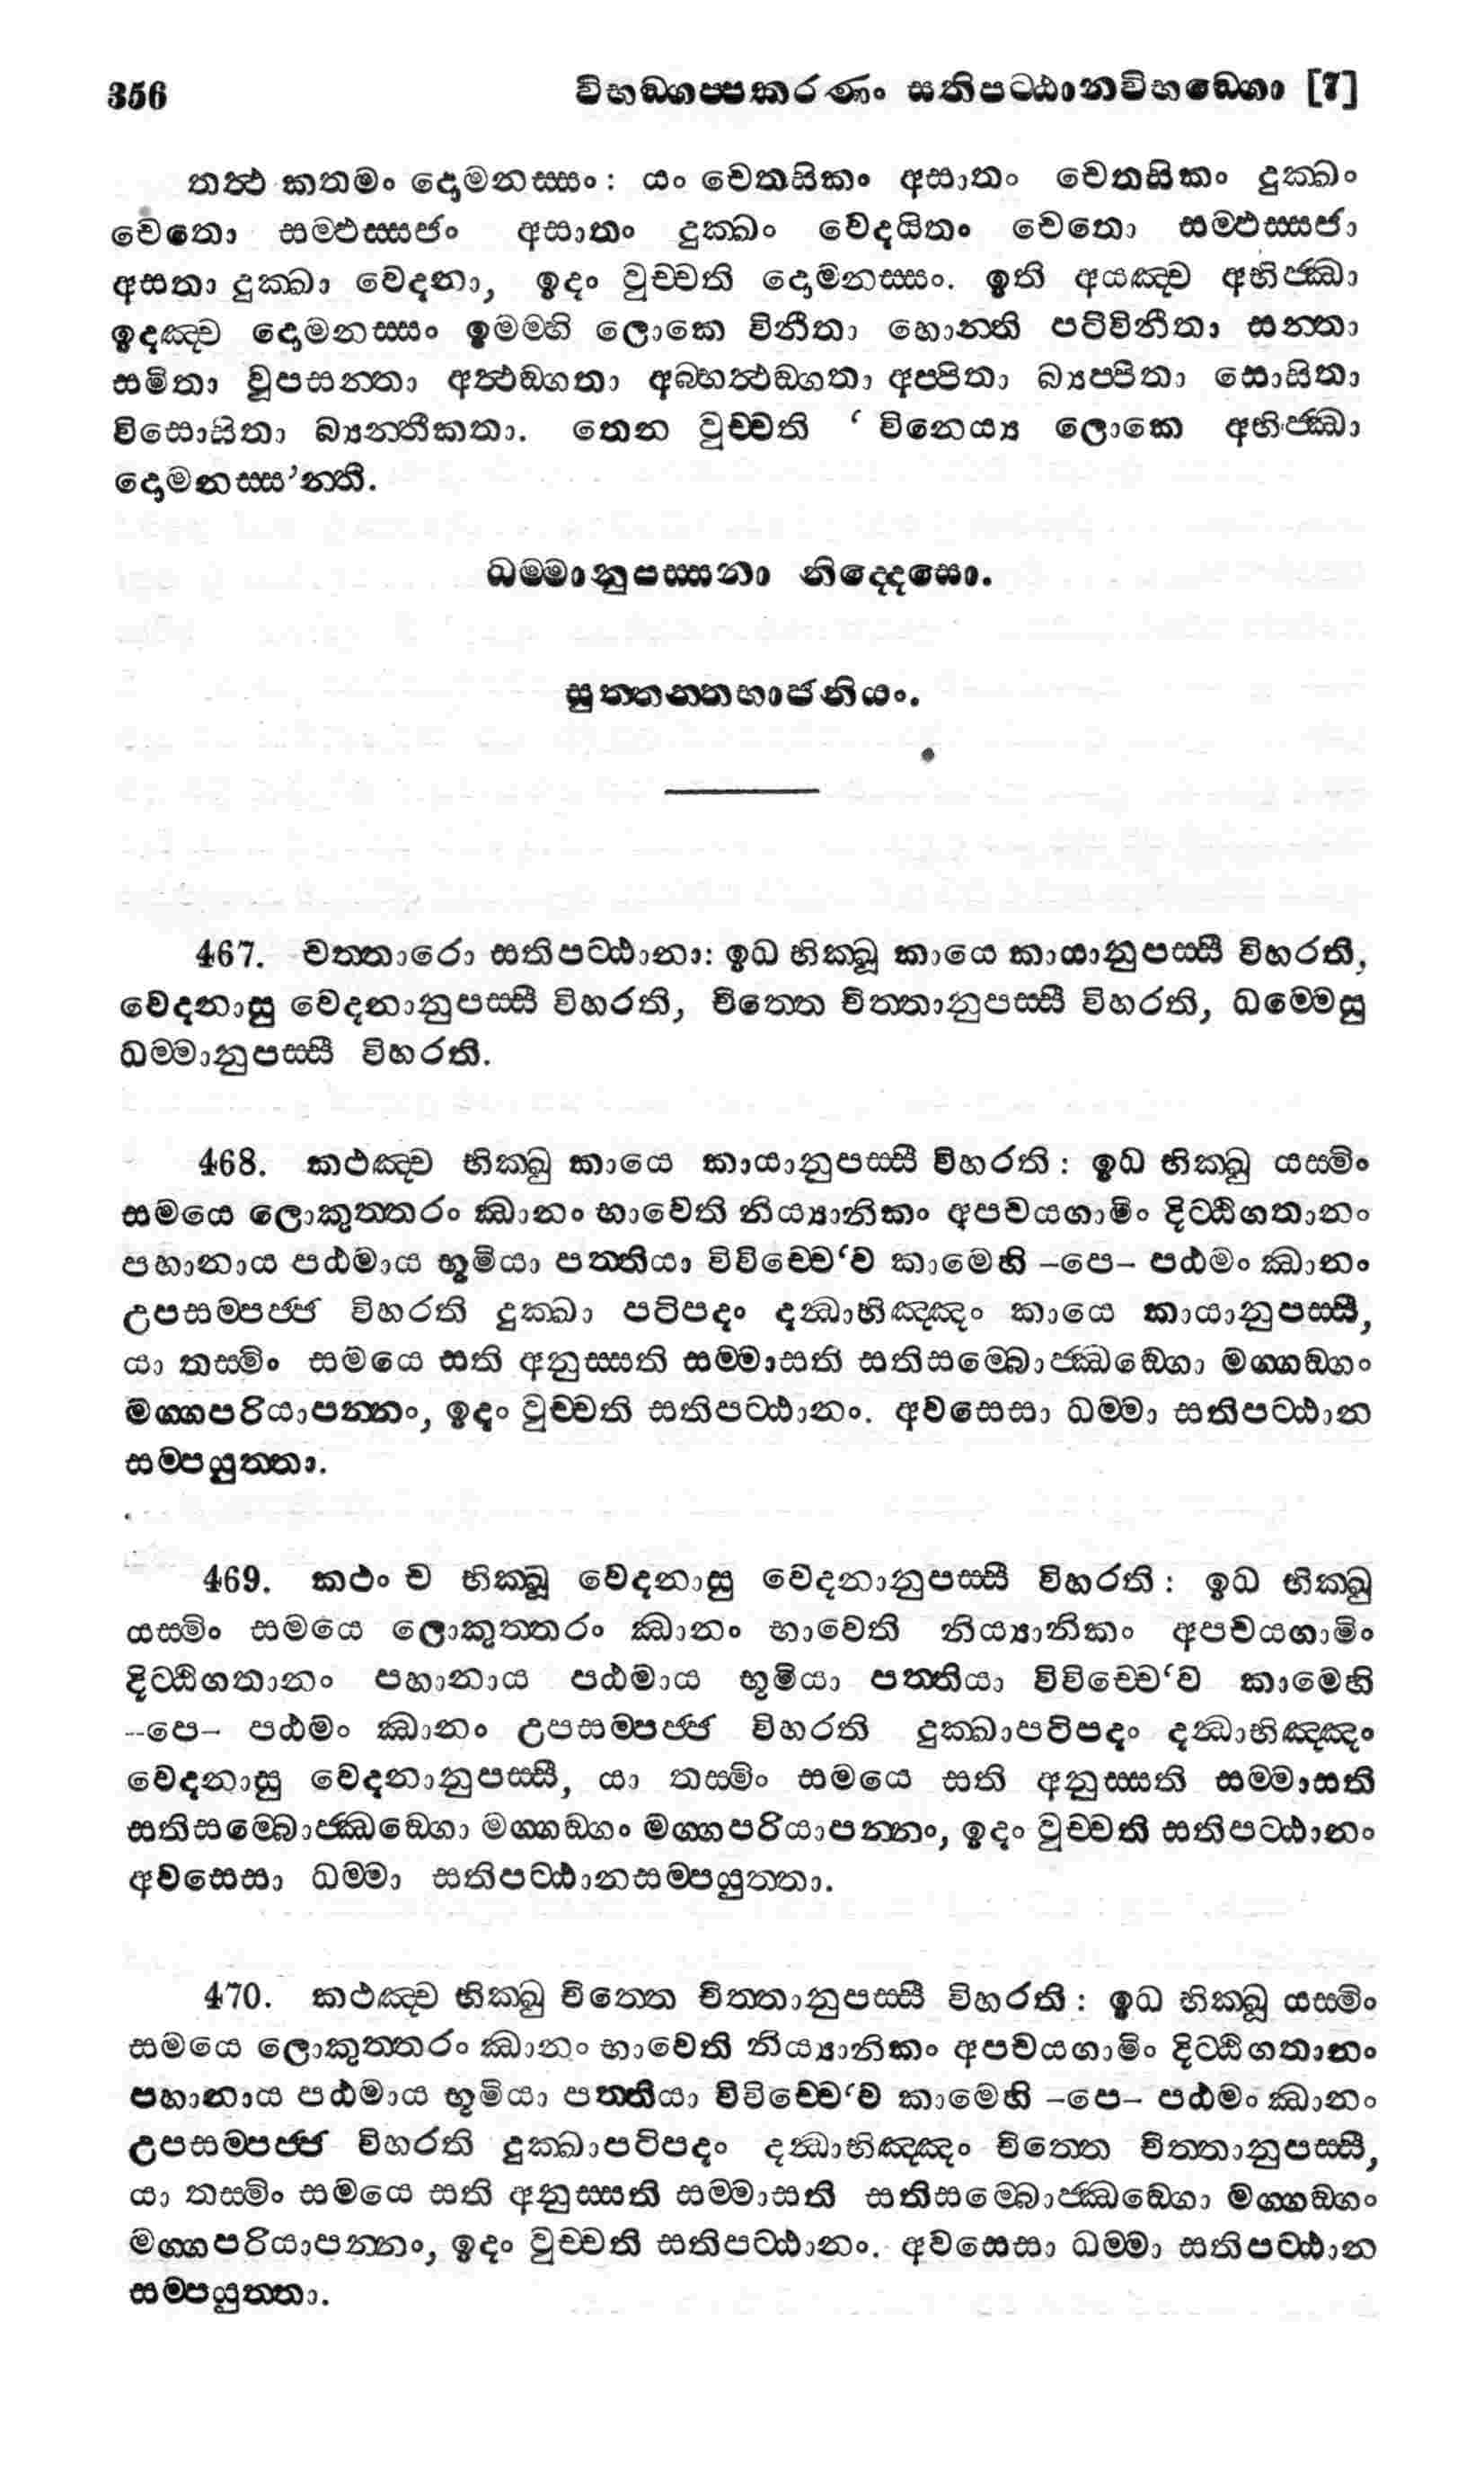 356 විභඞ්ගප්පකරණං සතිපට්ඨානවිභඞ්ගො [7]
තත්ථ කතමං දොමනස්සං: යං චෙතසිකං අසාතං චෙතසිකං දුක්ඛං
චෙතො සම්ඵස්සජං අසාතං දුක්ඛං වෙදයිතං චෙතො සම්ඵස්සජා
අසතා දුක්ඛා වෙදනා, ඉදං වුච්චති දොමනස්සං. ඉති අයඤ්ච අභිජ්ඣා
ඉදඤ්ච දොමනස්සං ඉමම්හි ලොකෙ විනීතා හොන්ති පටිවිනීතා සන්තා
සමිතා වූපසන්තා අත්ථඞ්ගතා අබ්භත්ථඞ්ගතා අප්පිතා බ්‍යප්පිතා සොසිතා
විසොසිතා බ්‍යන්තීකතා. තෙන වුච්චති ‘ විනෙය්‍ය ලොකෙ අභිජ්ඣා
දොමනස්ස’න්තී.
ධම්මානුපස්සනා නිද්දෙසො.
සුත්තන්තභාජනියං.
467. චත්තාරො සතිපට්ඨානා: ඉධ භික්ඛූ කායෙ කායානුපස්සී විහරති,
වෙදනාසු වෙදනානුපස්සී විහරති, චිත්තෙ චිත්තානුපස්සී විහරති, ධම්මෙසු
ධම්මානුපස්සී විහරති.
468. කථඤ්ච භික්ඛු කායෙ කායානුපස්සී විහරති: ඉධ භික්ඛු යස්මිං
සමයෙ ලොකුත්තරං ඣානං භාවෙති නිය්‍යානිකං අපචයගාමිං දිට්ඨිගතානං
පහානාය පඨමාය භූමියා පත්තියා විවිච්චෙ‘ව කාමෙහි –පෙ– පඨමං ඣානං
උපසම්පජ්ජ විහරති දුක්ඛා පටිපදං දන්ධාභිඤ්ඤං කායෙ කායානුපස්සී,
යා තස්මිං සමයෙ සති අනුස්සති සම්මාසති සතිසම්බොජ්ඣඞ්ගො මග්ගඞ්ගං
මග්ගපරියාපන්නං, ඉදං වුච්චති සතිපට්ඨානං. අවසෙසා ධම්මා සතිපට්ඨාන
සම්පයුත්තා.
469. කථං ච භික්ඛූ වෙදනාසු වෙදනානුපස්සී විහරති: ඉධ භික්ඛු
යස්මිං සමයෙ ලොකුත්තරං ඣානං භාවෙති නිය්‍යානිකං අපචයගාමිං
දිට්ඨිගතානං පහානාය පඨමාය භූමියා පත්තියා විවිච්චෙ‘ව කාමෙහි
–පෙ– පඨමං ඣානං උපසම්පජ්ජ විහරති දුක්ඛාපටිපදං දන්ධාභිඤ්ඤං
වෙදනාසු වෙදනානුපස්සී, යා තස්මිං සමයෙ සති අනුස්සති සම්මාසති
සතිසම්බොජ්ඣඞ්ගො මග්ගඞ්ගං මග්ගපරියාපන්නං, ඉදං වුච්චති සතිපට්ඨානං
අවසෙසා ධම්මා සතිපට්ඨානසම්පයුත්තා.
470. කථඤ්ච භික්ඛු චිත්තෙ චිත්තානුපස්සී විහරති: ඉධ භික්ඛූ යස්මිං
සමයෙ ලොකුත්තරං ඣානං භාවෙති නිය්‍යානිකං අපචයගාමිං දිට්ඨිගතානං
පහානාය පඨමාය භූමියා පත්තියා විවිච්චෙ‘ව කාමෙහි –පෙ– පඨමං ඣානං
උපසම්පජ්ජ විහරති දුක්ඛාපටිපදං දන්ධාභිඤ්ඤං චිත්තෙ චිත්තානුපස්සී,
යා තස්මිං සමයෙ සති අනුස්සති සම්මාසති සතිසම්බොජ්ඣඞ්ගො මග්ගඞ්ගං
මග්ගපරියාපන්නං, ඉදං වුච්චති සතිපට්ඨානං. අවසෙසා ධම්මා සතිපට්ඨාන
සම්පයුත්තා.